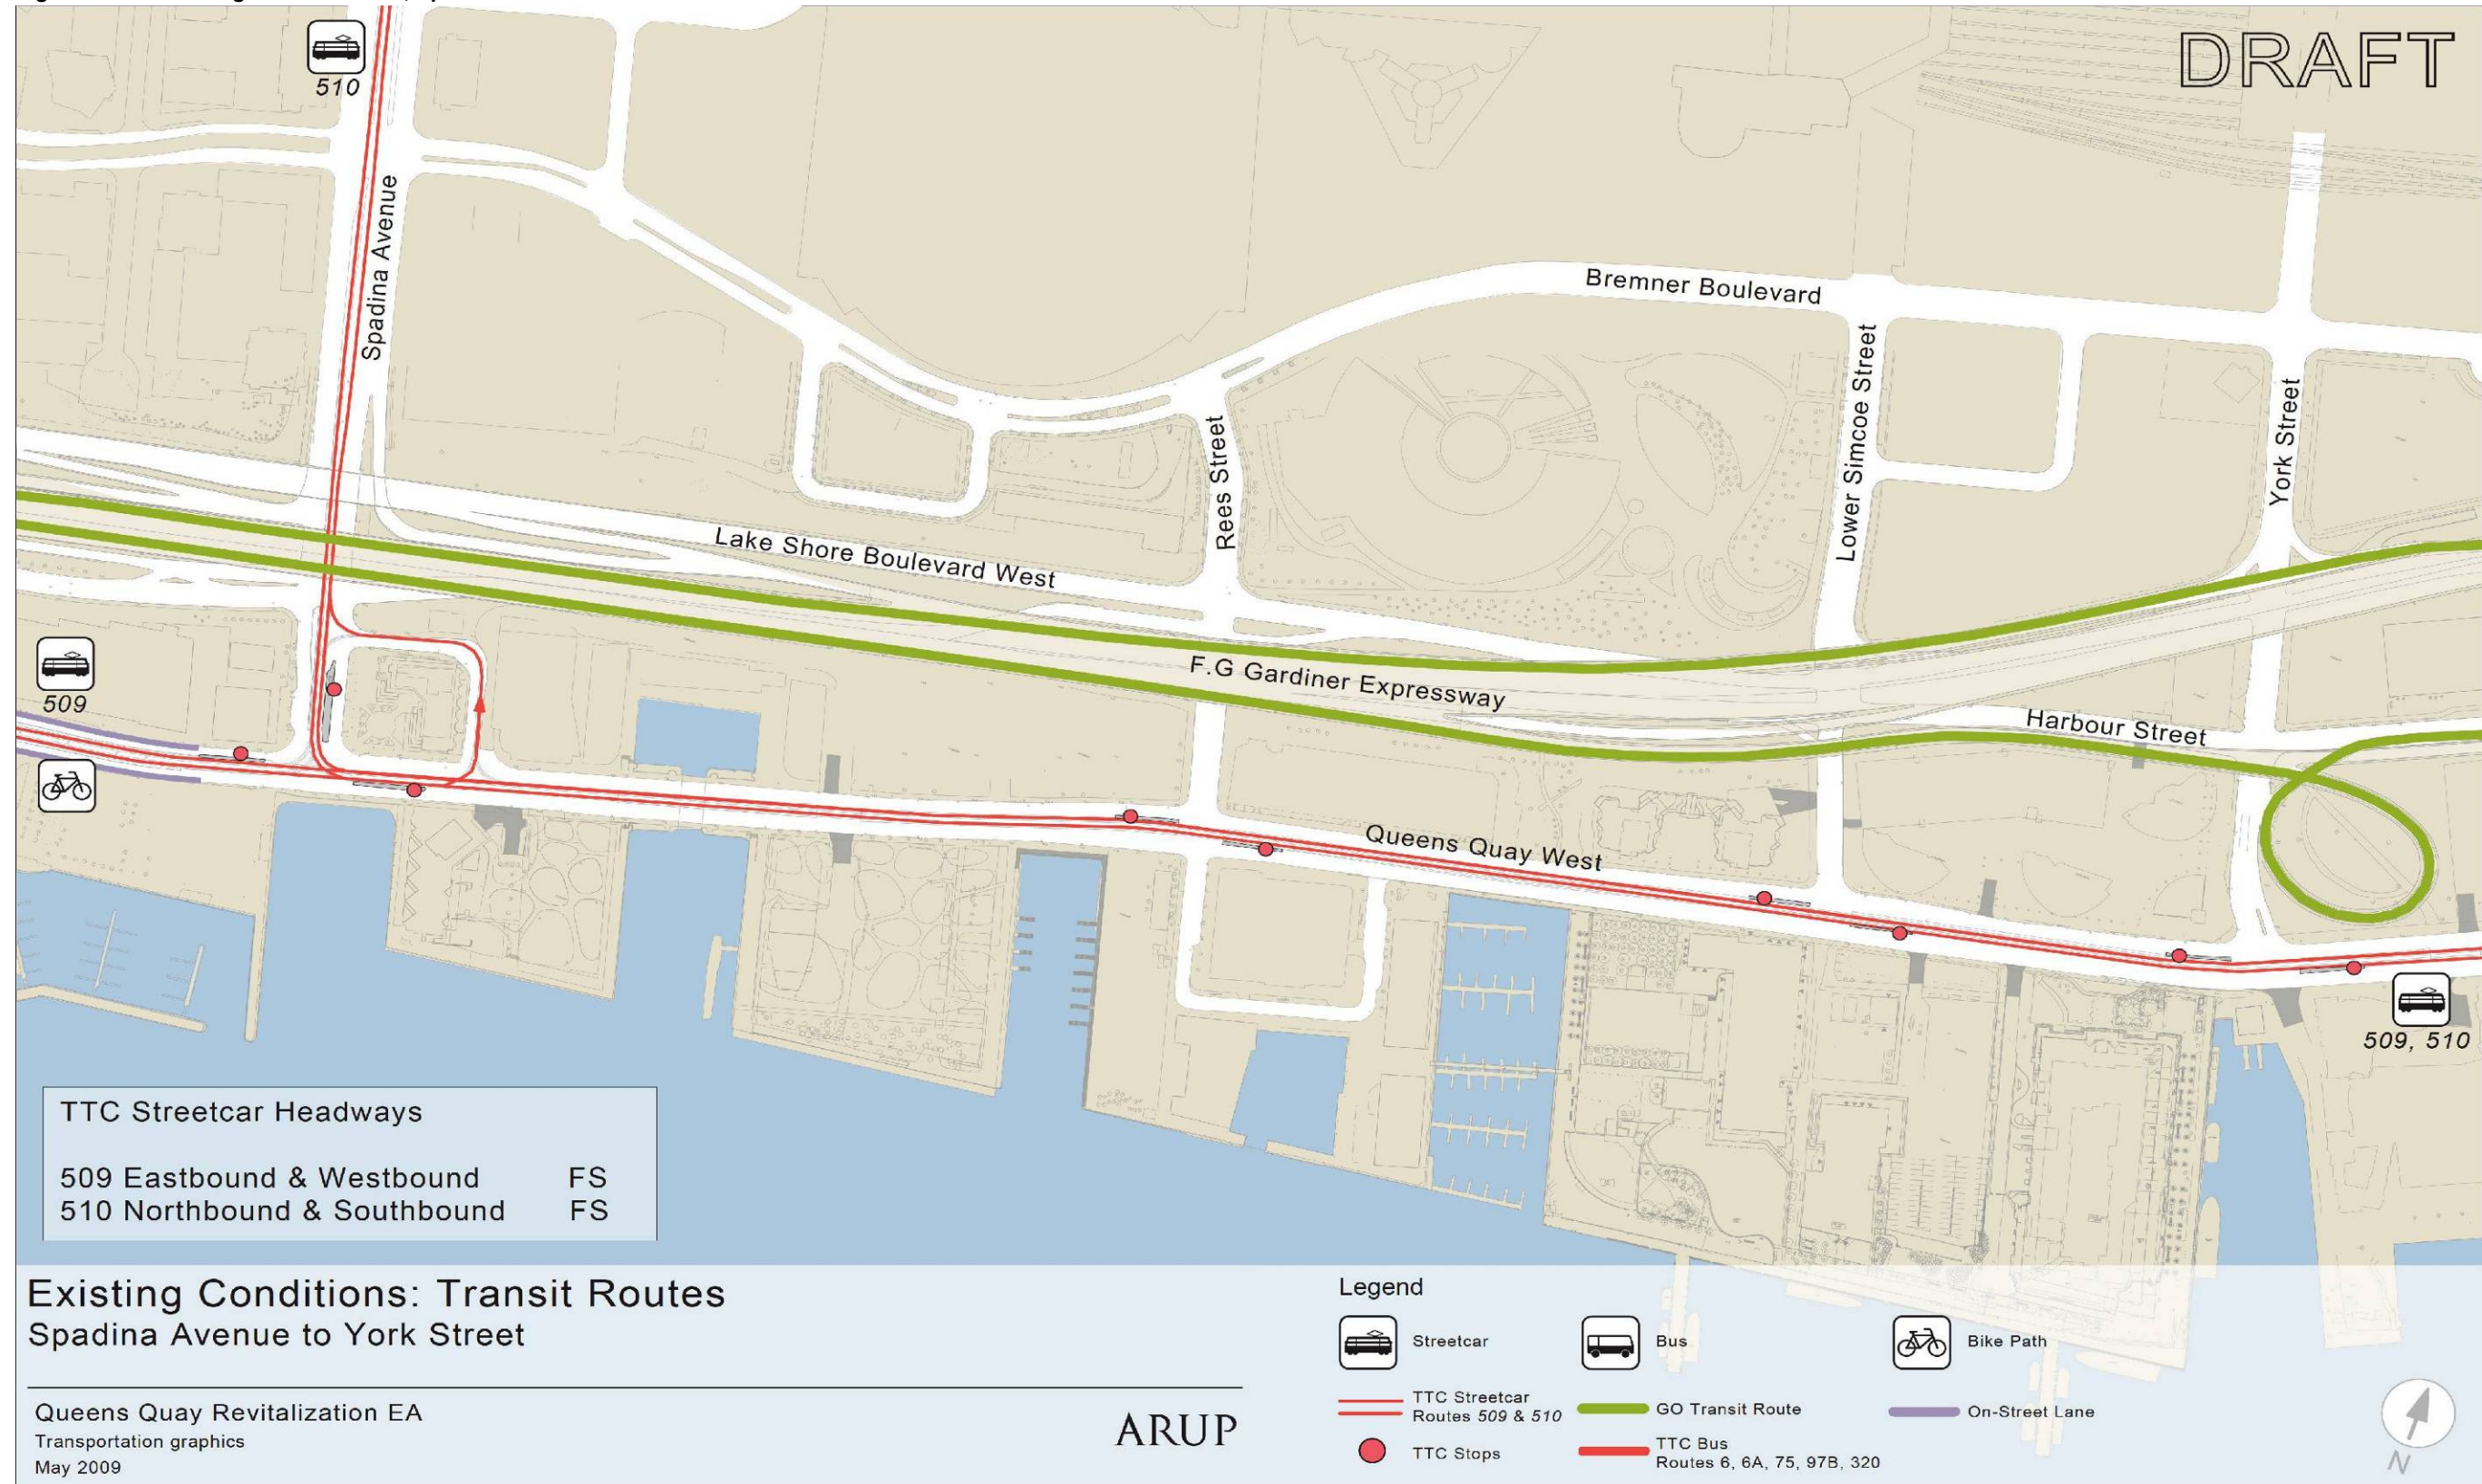 DRAFT
510
Spadina Avenue
Bremner Boulevard
Lower Simcoe Street
York Street
Rees Street
Lake Shore Boulevard West
F.G Gardiner Expressway
Harbour Street
509
Queens Quay West
509, 510
TTC Streetcar Headways
509 Eastbound & Westbound FS
510 Northbound & Southbound FS
Existing Conditions: Transit Routes
Spadina Avenue to York Street
Queens Quay Revitalization EA
Transportation graphics
May 2009
ARUP
Legend
Streetcar
Bus
Bike Path
TTC Streetcar
Routes 509 & 510
GO Transit Route
On-Street Lane
TTC Stops
TTC Bus
Routes 6, 6A, 75, 97B, 320
N